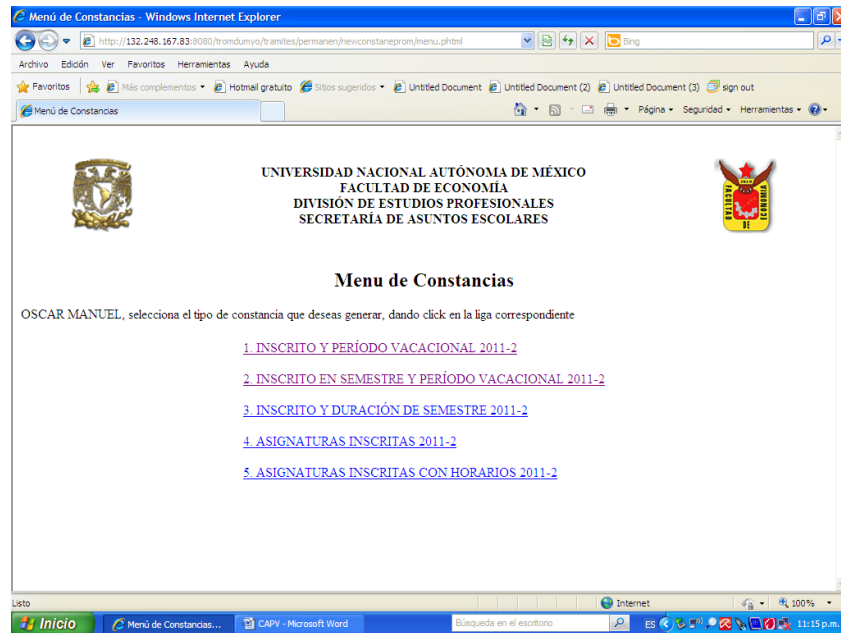 Menú de Constancias - Windows Internet Explorer
http://132.248.167.83:8080/tromdumyo/tramites/permanen/newconstaneprom/menu.phtml
Bing
Archivo Edición Ver Favoritos Herramientas Ayuda
Favoritos Más complementos Hotmail gratuito Sitios sugeridos Untitled Document Untitled Document (2) Untitled Document (3) sign out
Menú de Constancias Página Seguridad Herramientas
UNIVERSIDAD NACIONAL AUTÓNOMA DE MÉXICO
FACULTAD DE ECONOMÍA
DIVISIÓN DE ESTUDIOS PROFESIONALES
SECRETARÍA DE ASUNTOS ESCOLARES
FACULTAD
DE
ECONOMIA
Menu de Constancias
OSCAR MANUEL, selecciona el tipo de constancia que deseas generar, dando click en la liga correspondiente
1. INSCRITO Y PERÍODO VACACIONAL 2011-2
2. INSCRITO EN SEMESTRE Y PERÍODO VACACIONAL 2011-2
3. INSCRITO Y DURACIÓN DE SEMESTRE 2011-2
4. ASIGNATURAS INSCRITAS 2011-2
5. ASIGNATURAS INSCRITAS CON HORARIOS 2011-2
Listo Internet 100%
Inicio Menú de Constancias... CAPV - Microsoft Word Búsqueda en el escritorio ES 11:15 p.m.